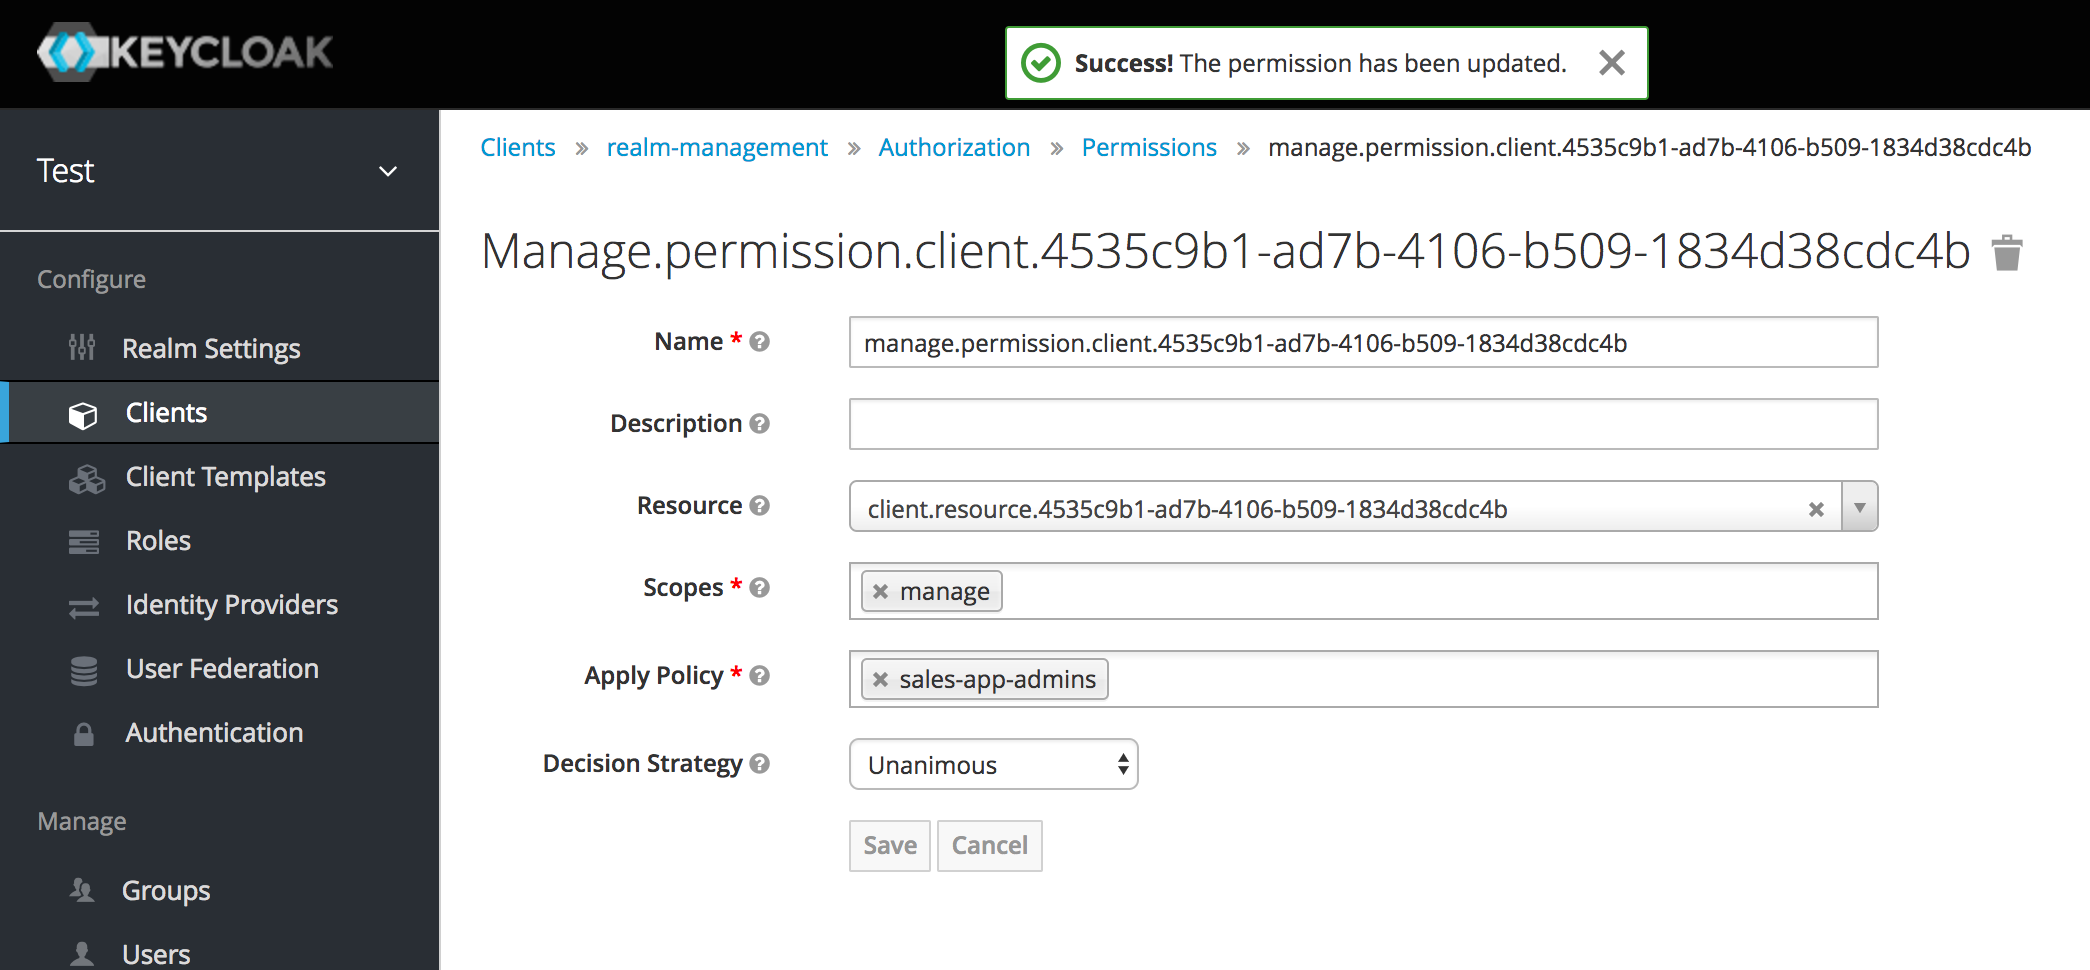 KEYCLOAK
Success! The permission has been updated.
Test
Configure
Realm Settings
Clients
Client Templates
Roles
Identity Providers
User Federation
Authentication
Manage
Groups
Users
Clients » realm-management » Authorization » Permissions » manage.permission.client.4535c9b1-ad7b-4106-b509-1834d38cdc4b
Manage.permission.client.4535c9b1-ad7b-4106-b509-1834d38cdc4b
Name * manage.permission.client.4535c9b1-ad7b-4106-b509-1834d38cdc4b
Description
Resource client.resource.4535c9b1-ad7b-4106-b509-1834d38cdc4b
Scopes * manage
Apply Policy * sales-app-admins
Decision Strategy Unanimous
Save Cancel